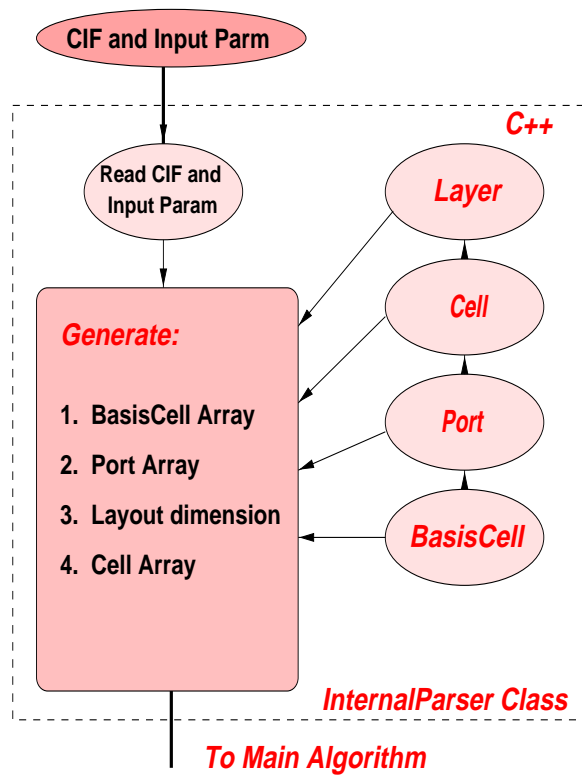 CIF and Input Parm
C++
Read CIF and
Input Param
Layer
Cell
Generate:
1. BasisCell Array
Port
2. Port Array
3. Layout dimension
BasisCell
4. Cell Array
InternalParser Class
To Main Algorithm